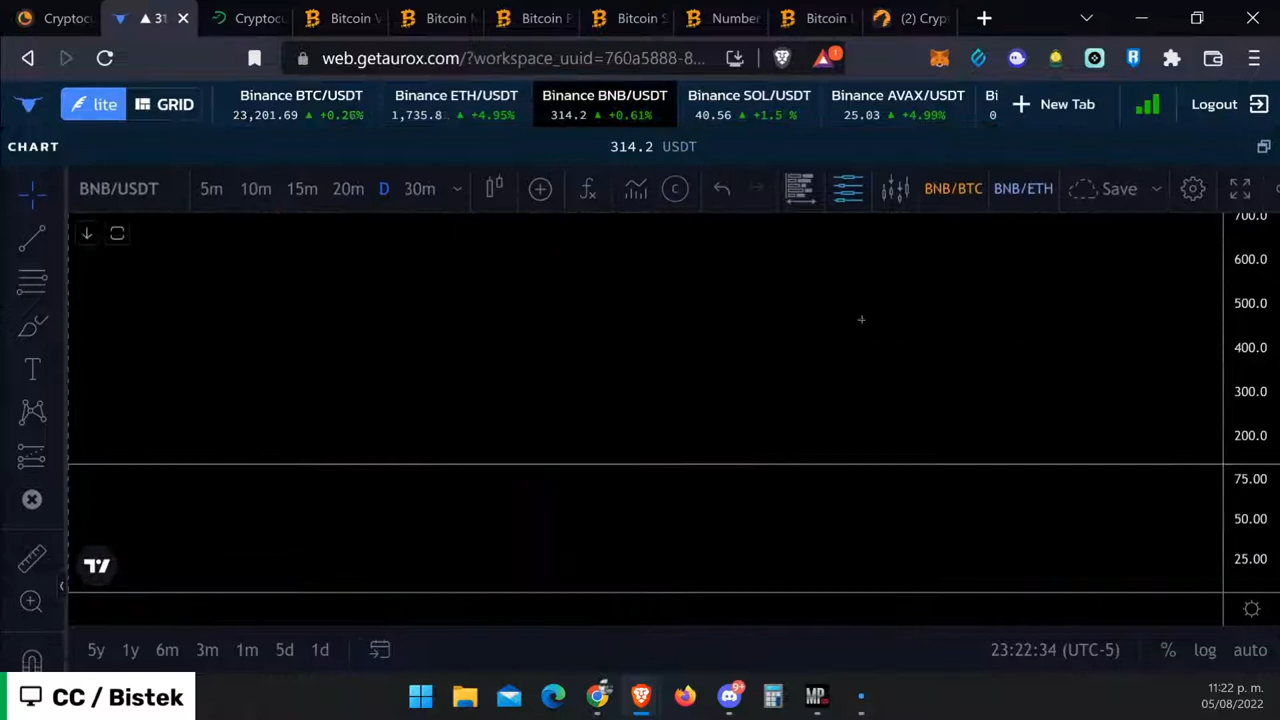 Cryptoc
▲ 31
Cryptocu
Bitcoin V
Bitcoin M
Bitcoin F
Bitcoin S
Number
Bitcoin
(2) Cryp
web.getaurox.com/?workspace_uuid=760a5888-8...
1
lite
GRID
Binance BTC/USDT
23,201.69 ▲ +0.26%
Binance ETH/USDT
1,735.8 ▲ +4.95%
Binance BNB/USDT
314.2 ▲ +0.61%
Binance SOL/USDT
40.56 ▲ +1.5 %
Binance AVAX/USDT
25.03 ▲ +4.99%
Bi
0
New Tab
Logout
CHART
314.2 USDT
BNB/USDT
5m 10m 15m 20m D 30m
BNB/BTC
BNB/ETH
Save
700.0
600.0
500.0
400.0
300.0
200.0
75.00
50.00
25.00
5y 1y 6m 3m 1m 5d 1d
23:22:34 (UTC-5)
% log auto
CC / Bistek
9+
MP
11:22 p. m.
05/08/2022